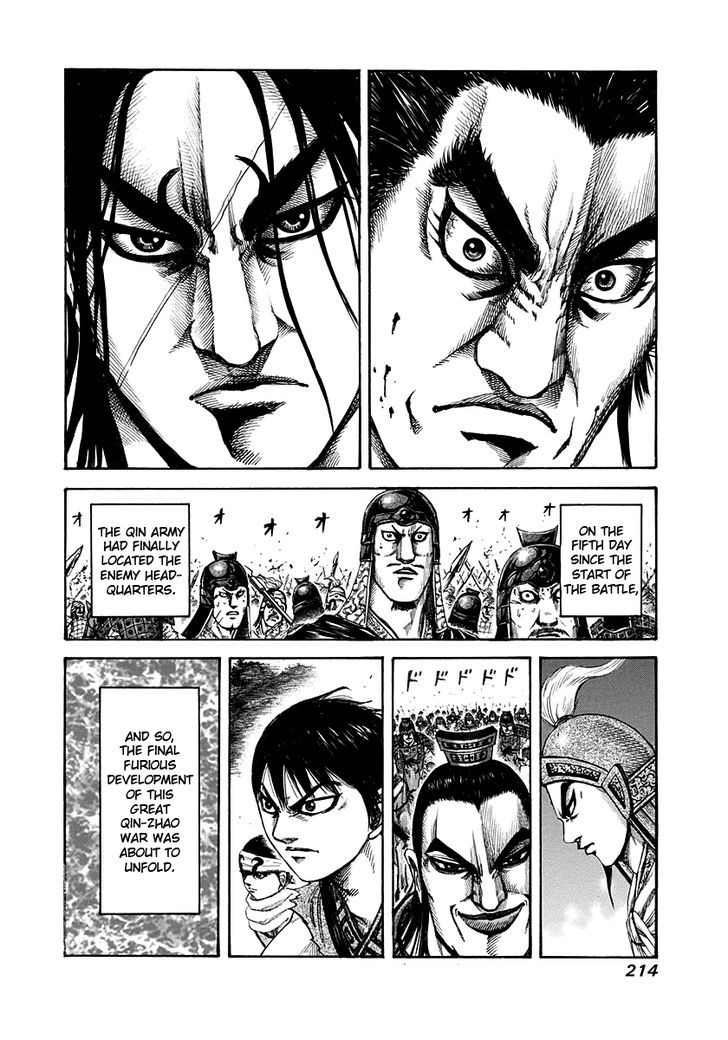 ON THE
FIFTH DAY
SINCE THE
START OF
THE BATTLE,
オ
オ
オ
オ
オ
オ
THE QIN ARMY
HAD FINALLY
LOCATED THE
ENEMY HEAD-
QUARTERS.
ドドドドド
AND SO,
THE FINAL
FURIOUS
DEVELOPMENT
OF THIS
GREAT
QIN-ZHAO
WAR WAS
ABOUT TO
UNFOLD.
214